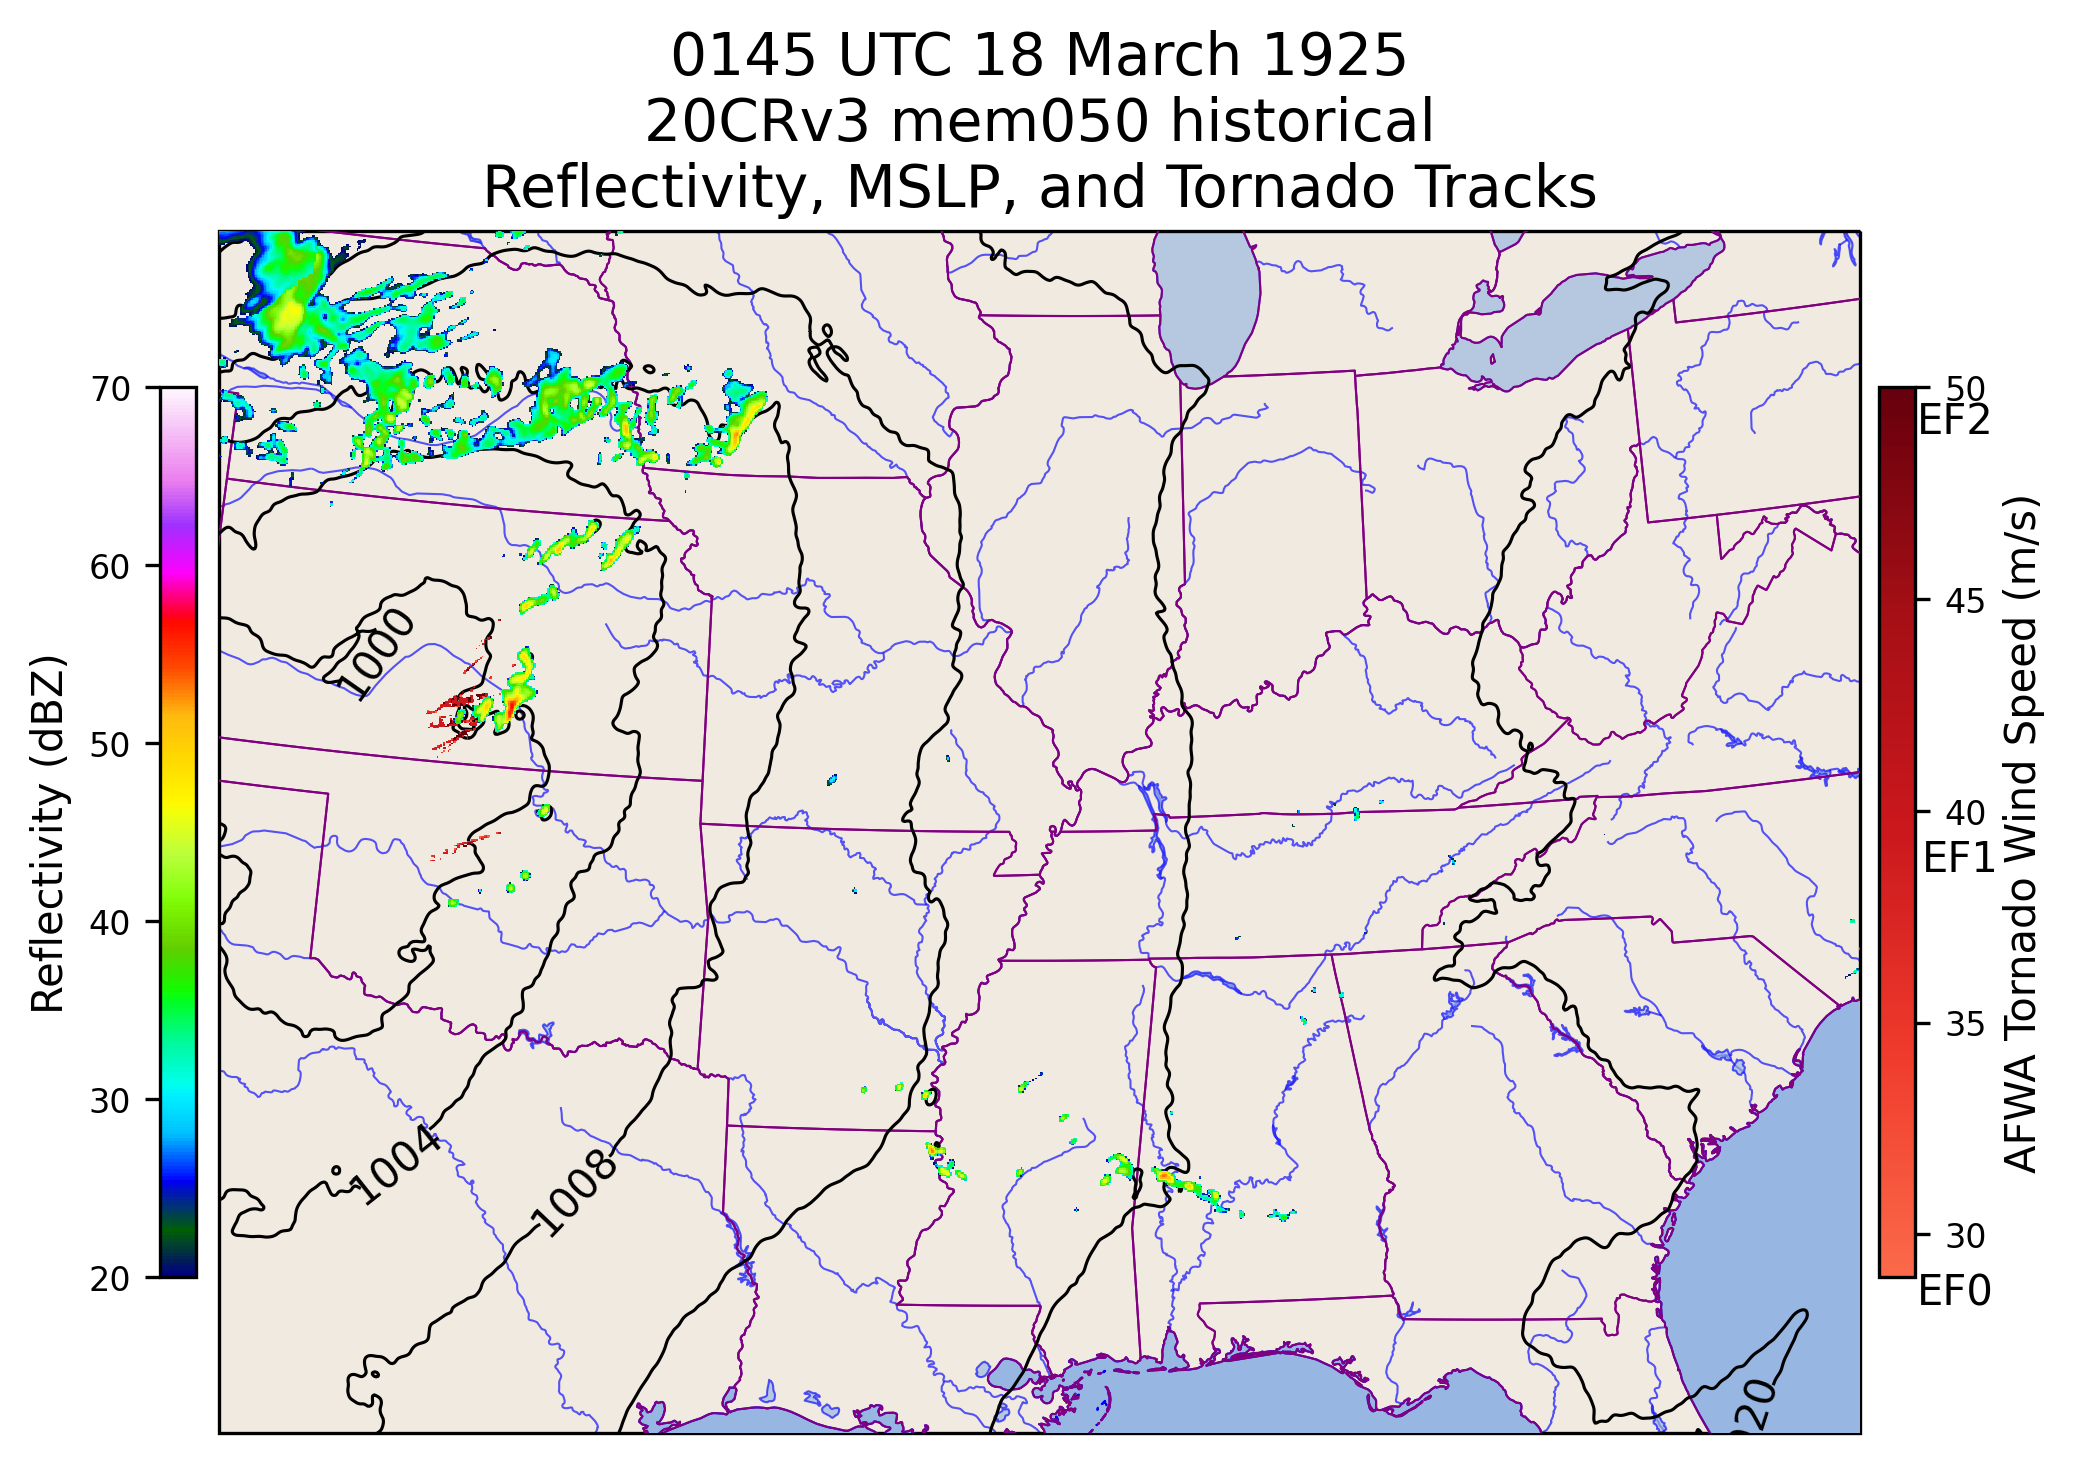 0145 UTC 18 March 1925
20CRv3 mem050 historical
Reflectivity, MSLP, and Tornado Tracks
70
60
50
40
30
20
Reflectivity (dBZ)
1000
1004
1008
20
50
EF2
45
40
EF1
35
30
EF0
AFWA Tornado Wind Speed (m/s)